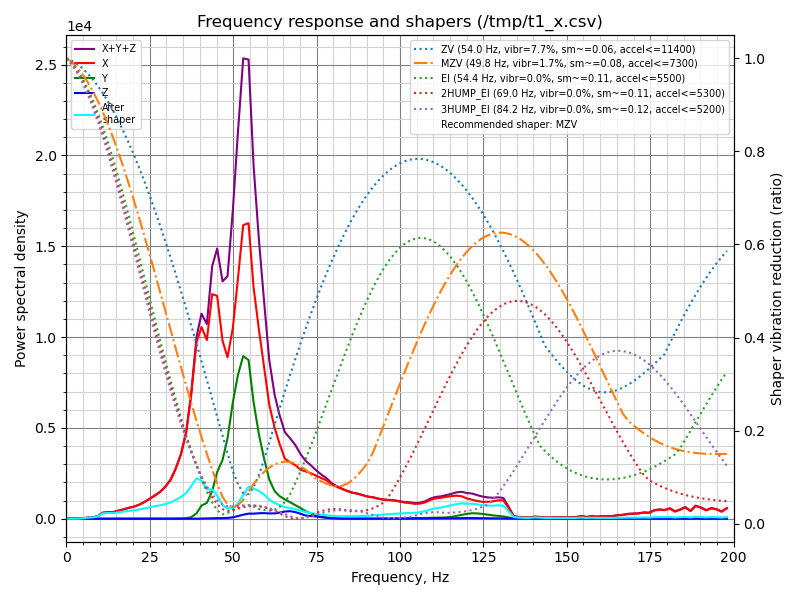 Frequency response and shapers (/tmp/t1_x.csv)
1e4
X+Y+Z
X
Y
Z
After
shaper
ZV (54.0 Hz, vibr=7.7%, sm~=0.06, accel<=11400)
MZV (49.8 Hz, vibr=1.7%, sm~=0.08, accel<=7300)
EI (54.4 Hz, vibr=0.0%, sm~=0.11, accel<=5500)
2HUMP_EI (69.0 Hz, vibr=0.0%, sm~=0.11, accel<=5300)
3HUMP_EI (84.2 Hz, vibr=0.0%, sm~=0.12, accel<=5200)
Recommended shaper: MZV
Power spectral density
2.5
2.0
1.5
1.0
0.5
0.0
1.0
0.8
0.6
0.4
0.2
0.0
Shaper vibration reduction (ratio)
0 25 50 75 100 125 150 175 200
Frequency, Hz